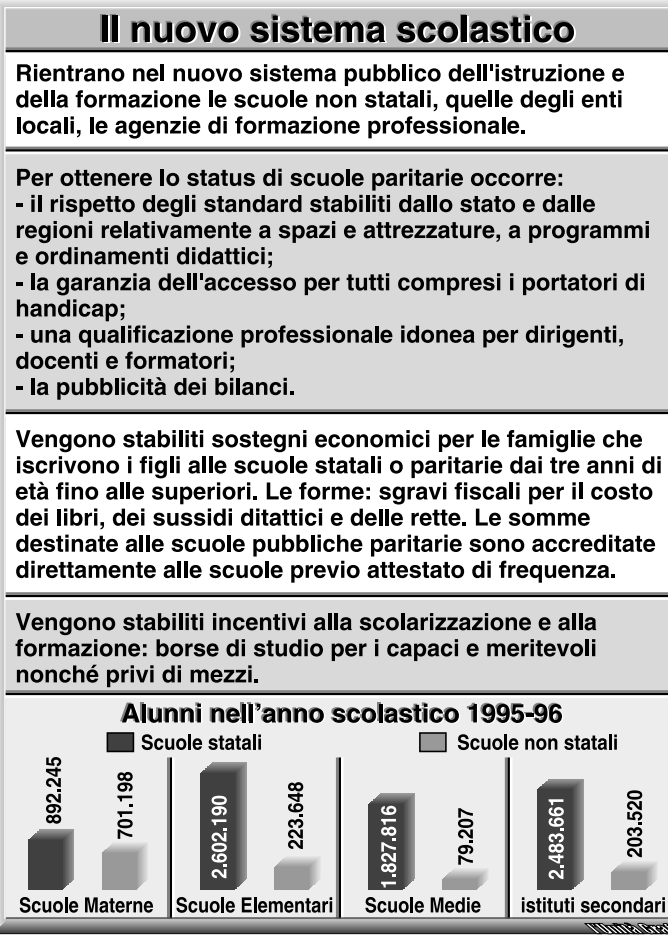 Il nuovo sistema scolastico
Rientrano nel nuovo sistema pubblico dell'istruzione e
della formazione le scuole non statali, quelle degli enti
locali, le agenzie di formazione professionale.
Per ottenere lo status di scuole paritarie occorre:
- il rispetto degli standard stabiliti dallo stato e dalle
regioni relativamente a spazi e attrezzature, a programmi
e ordinamenti didattici;
- la garanzia dell'accesso per tutti compresi i portatori di
handicap;
- una qualificazione professionale idonea per dirigenti,
docenti e formatori;
- la pubblicità dei bilanci.
Vengono stabiliti sostegni economici per le famiglie che
iscrivono i figli alle scuole statali o paritarie dai tre anni di
età fino alle superiori. Le forme: sgravi fiscali per il costo
dei libri, dei sussidi ditattici e delle rette. Le somme
destinate alle scuole pubbliche paritarie sono accreditate
direttamente alle scuole previo attestato di frequenza.
Vengono stabiliti incentivi alla scolarizzazione e alla
formazione: borse di studio per i capaci e meritevoli
nonché privi di mezzi.
Alunni nell'anno scolastico 1995-96
Scuole statali Scuole non statali
892.245 701.198 2.602.190 223.648 1.827.816 79.207 2.483.661 203.520
Scuole Materne Scuole Elementari Scuole Medie istituti secondari